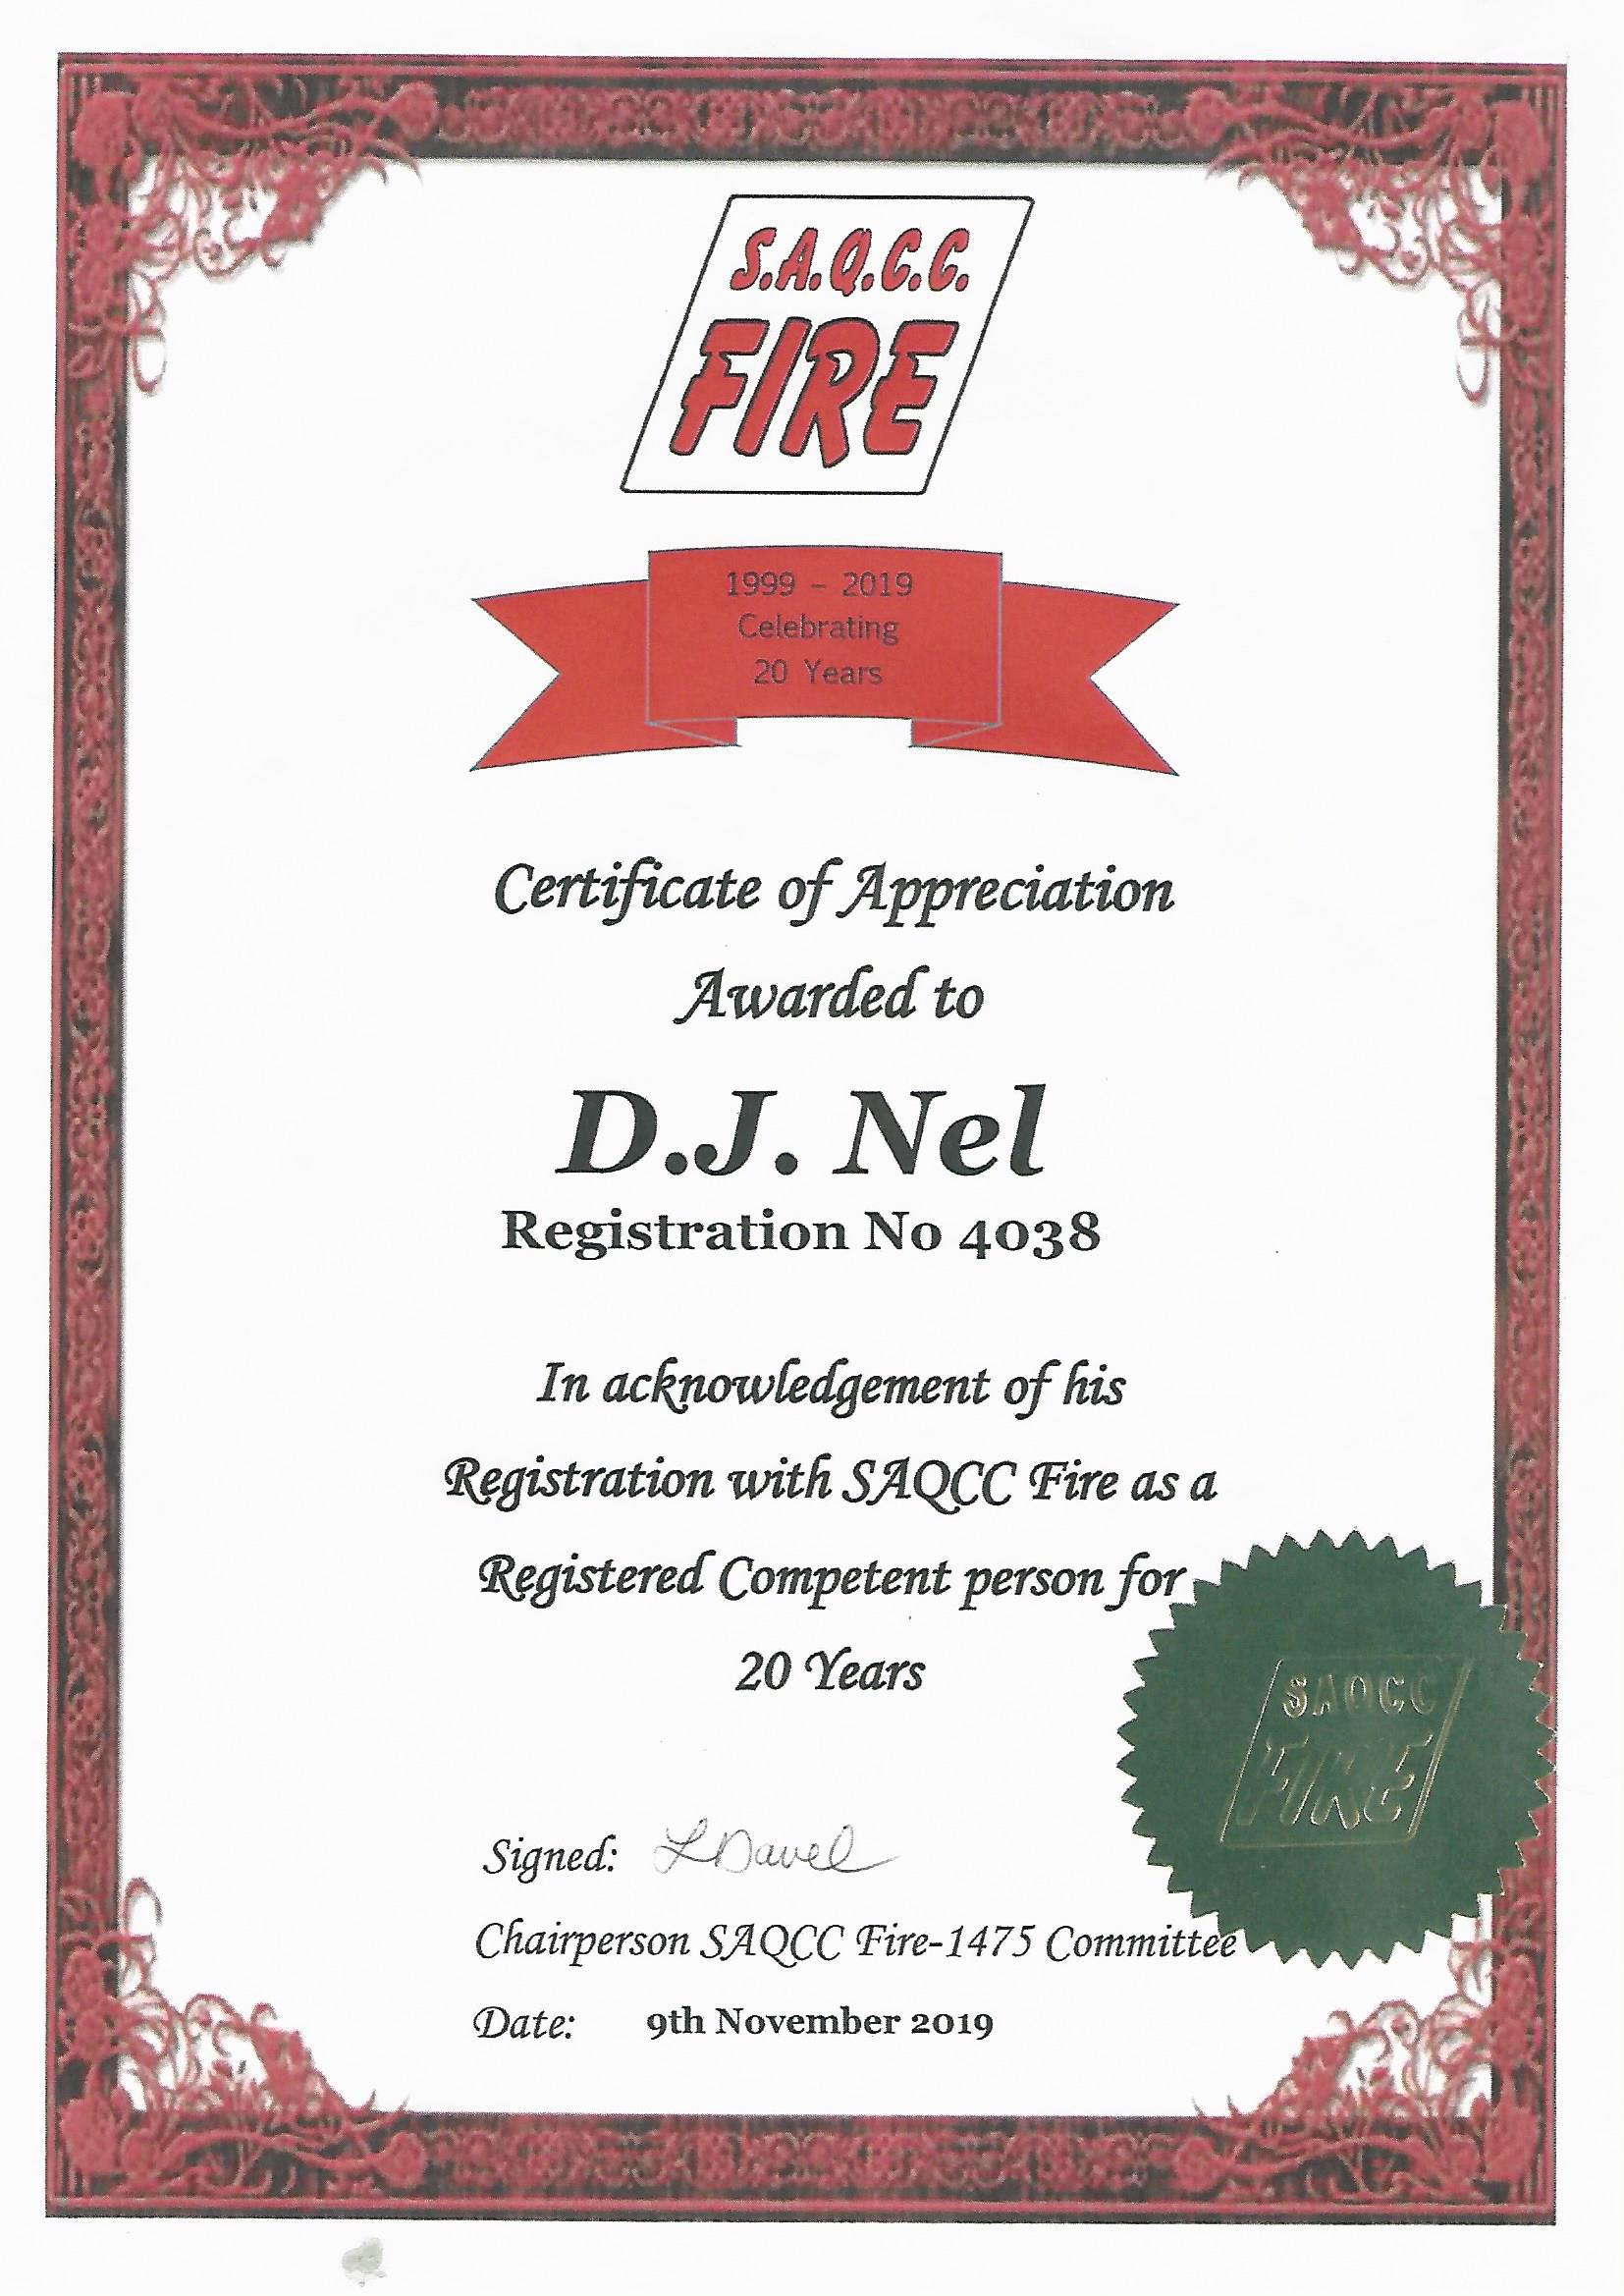 S.A.Q.C.C.
FIRE
1999 – 2019
Celebrating
20 Years
Certificate of Appreciation
Awarded to
D.J. Nel
Registration No 4038
In acknowledgement of his
Registration with SAQCC Fire as a
Registered Competent person for
20 Years
SAQCC
FIRE
Signed: L Davel
Chairperson SAQCC Fire-1475 Committee
Date: 9th November 2019